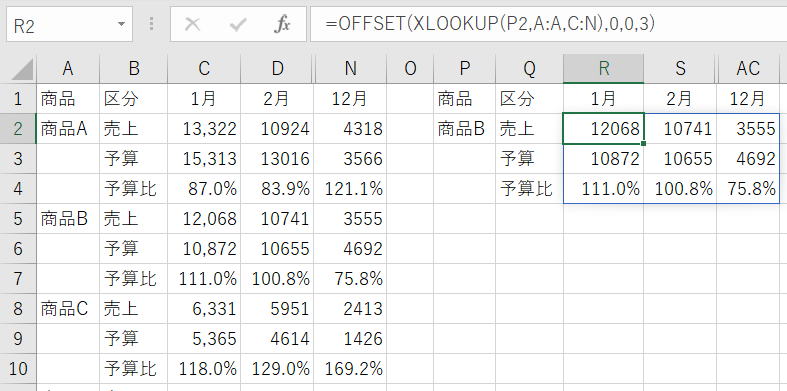 R2 fx =OFFSET(XLOOKUP(P2,A:A,C:N),0,0,3)
A B C D N O P Q R S AC
1 商品 区分 1月 2月 12月 商品 区分 1月 2月 12月
2 商品A 売上 13,322 10924 4318 商品B 売上 12068 10741 3555
3 予算 15,313 13016 3566 予算 10872 10655 4692
4 予算比 87.0% 83.9% 121.1% 予算比 111.0% 100.8% 75.8%
5 商品B 売上 12,068 10741 3555
6 予算 10,872 10655 4692
7 予算比 111.0% 100.8% 75.8%
8 商品C 売上 6,331 5951 2413
9 予算 5,365 4614 1426
10 予算比 118.0% 129.0% 169.2%